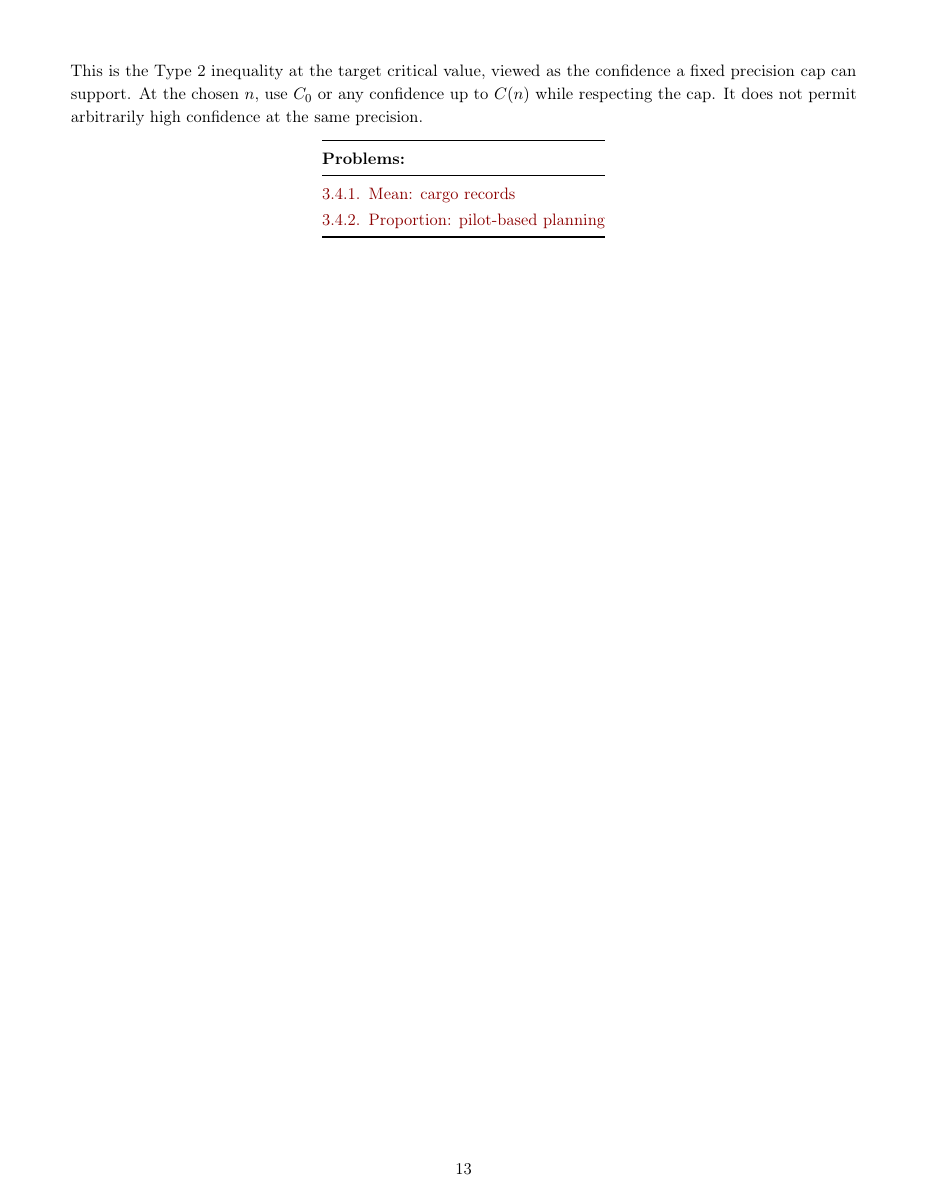 This is the Type 2 inequality at the target critical value, viewed as the confidence a fixed precision cap can
support. At the chosen n, use C₀ or any confidence up to C(n) while respecting the cap. It does not permit
arbitrarily high confidence at the same precision.
Problems:
3.4.1. Mean: cargo records
3.4.2. Proportion: pilot-based planning
13